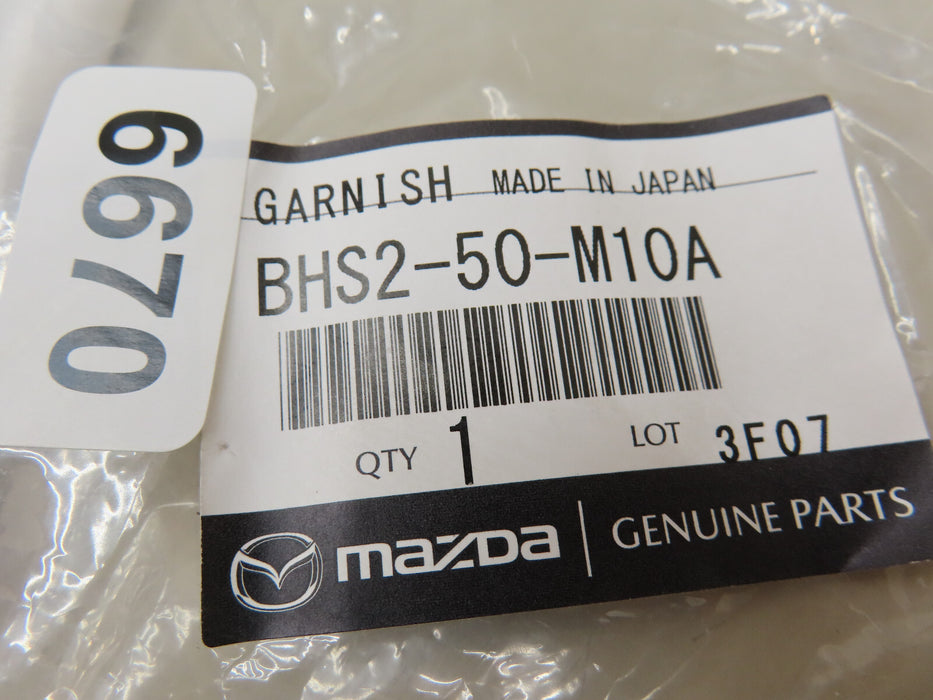 6670
GARNISH MADE IN JAPAN
BHS2-50-M10A
QTY 1 LOT 3F07
mazda GENUINE PARTS